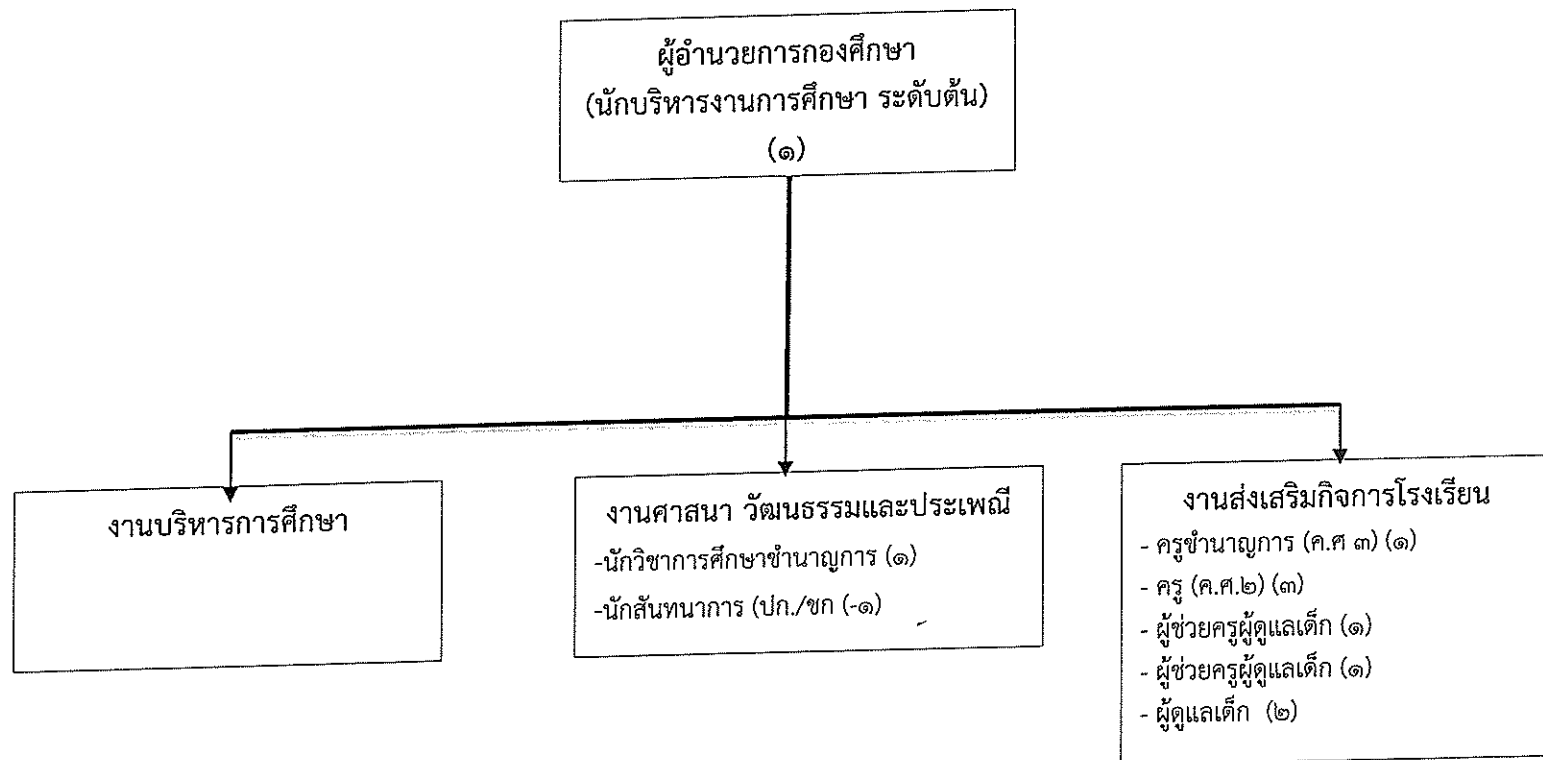 ผู้อำนวยการกองศึกษา
(นักบริหารงานการศึกษา ระดับต้น)
(๑)
งานบริหารการศึกษา
งานศาสนา วัฒนธรรมและประเพณี
-นักวิชาการศึกษาชำนาญการ (๑)
-นักสันทนาการ (ปก./ชก (-๑)
งานส่งเสริมกิจการโรงเรียน
- ครูชำนาญการ (ค.ศ ๓) (๑)
- ครู (ค.ศ.๒) (๓)
- ผู้ช่วยครูผู้ดูแลเด็ก (๑)
- ผู้ช่วยครูผู้ดูแลเด็ก (๑)
- ผู้ดูแลเด็ก (๒)